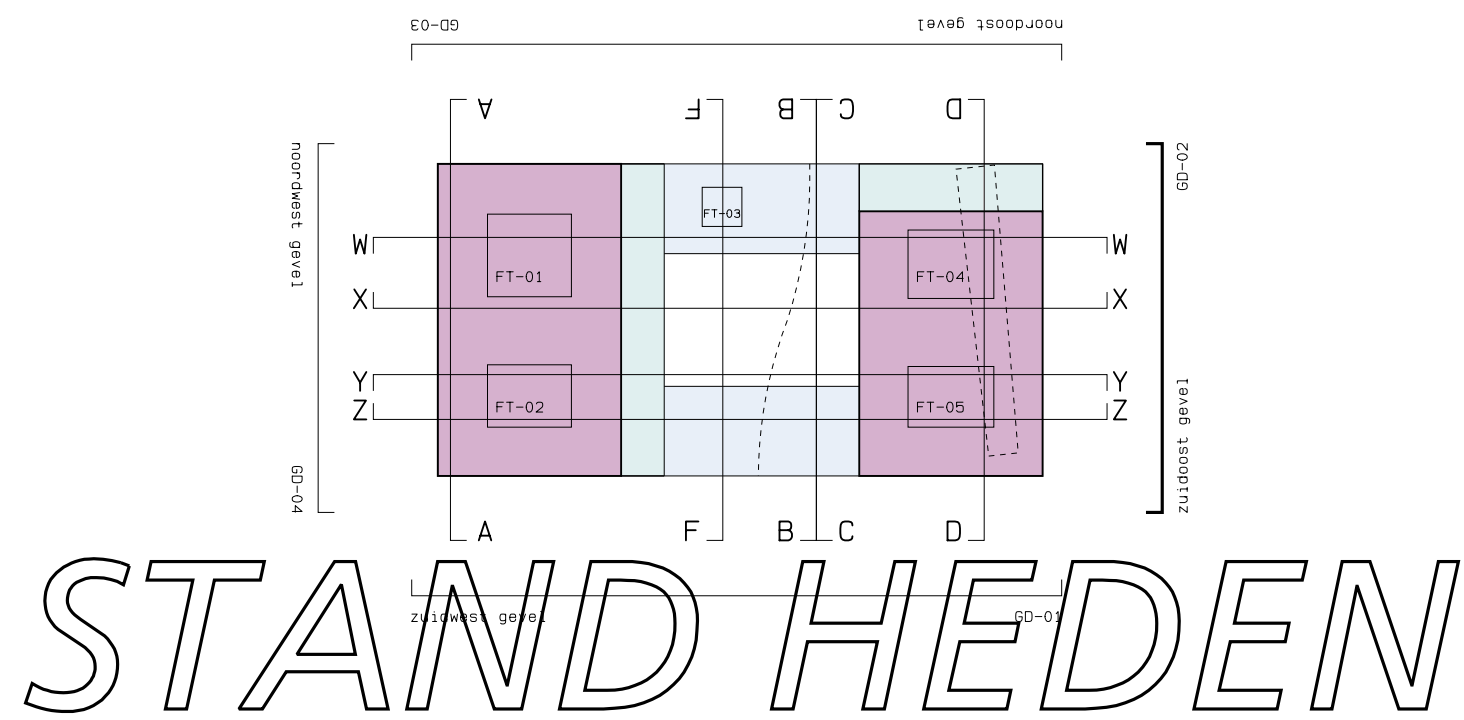 GD-03 noordoost gevel
A F B C D
noordwest gevel
GD-02
FT-03
W W
FT-01 FT-04
X X
Y Y
FT-02 FT-05
Z Z
GD-04
zuidoost gevel
A F B C D
zuidwest gevel GD-01
STAND HEDEN